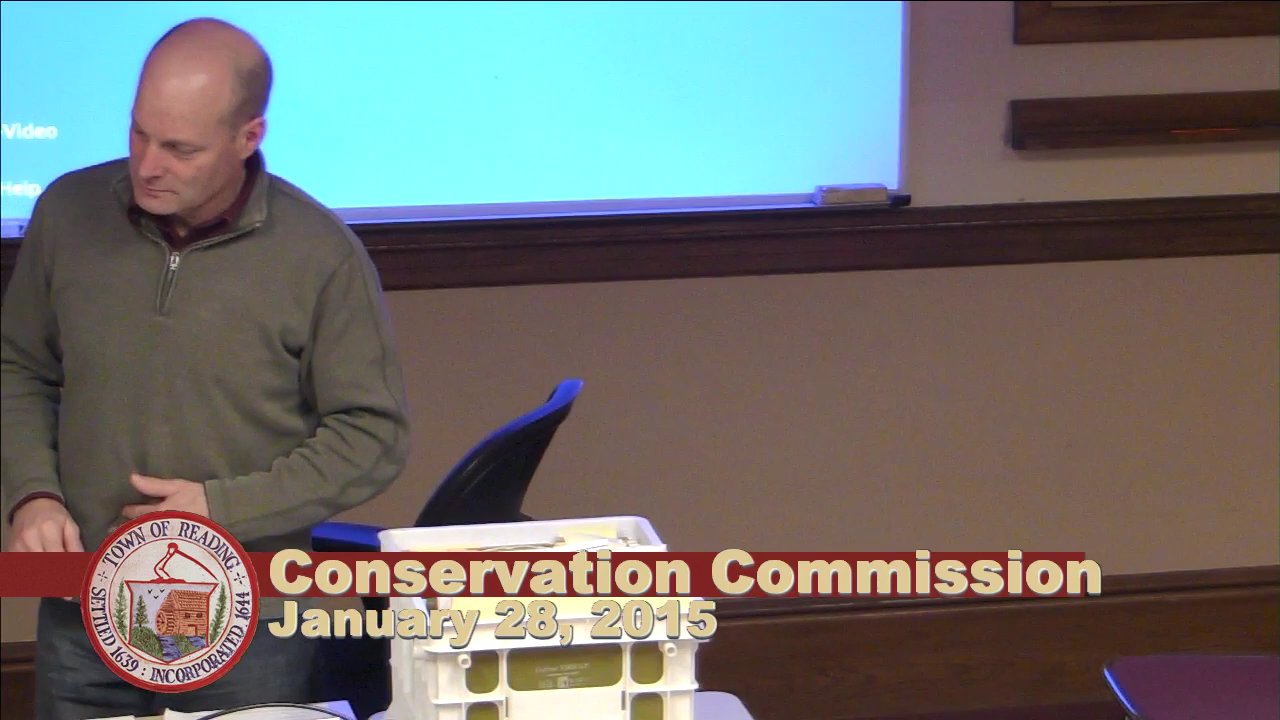 -Video
Help
TOWN OF READING
SETTLED 1639 : INCORPORATED 1644
Conservation Commission
January 28, 2015